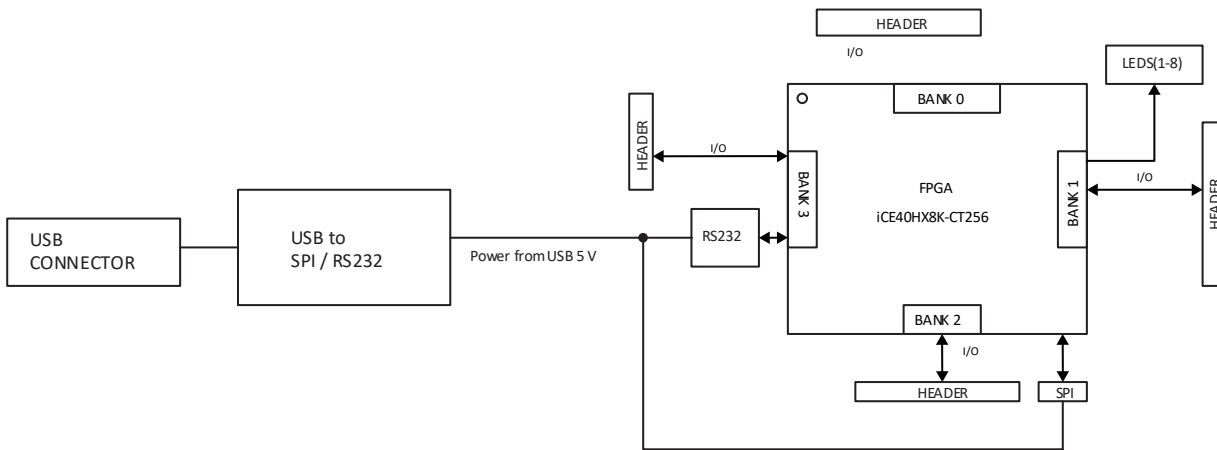 HEADER
I/O
LEDS(1-8)
BANK 0
HEADER
I/O
BANK 3
FPGA
iCE40HX8K-CT256
BANK 1
I/O
HEADER
USB
CONNECTOR
USB to
SPI / RS232
Power from USB 5 V
RS232
BANK 2
I/O
HEADER
SPI